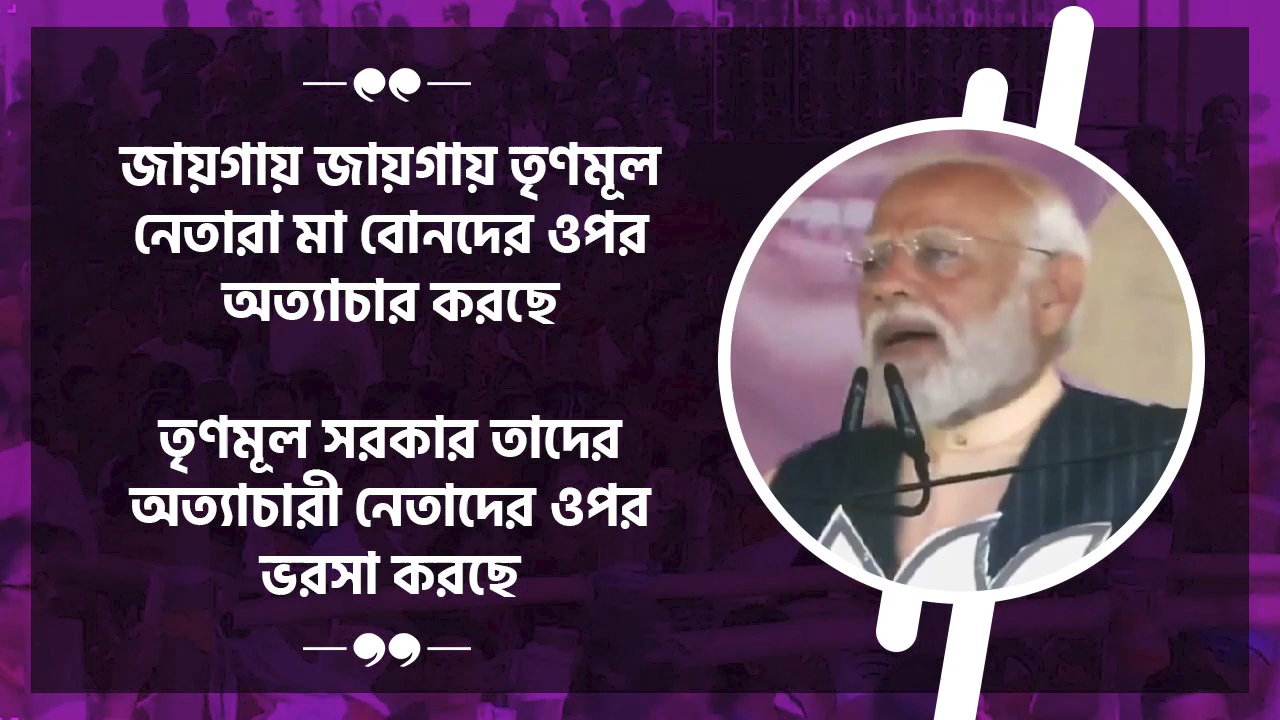 জায়গায় জায়গায় তৃণমূল
নেতারা মা বোনদের ওপর
অত্যাচার করছে
তৃণমূল সরকার তাদের
অত্যাচারী নেতাদের ওপর
ভরসা করছে